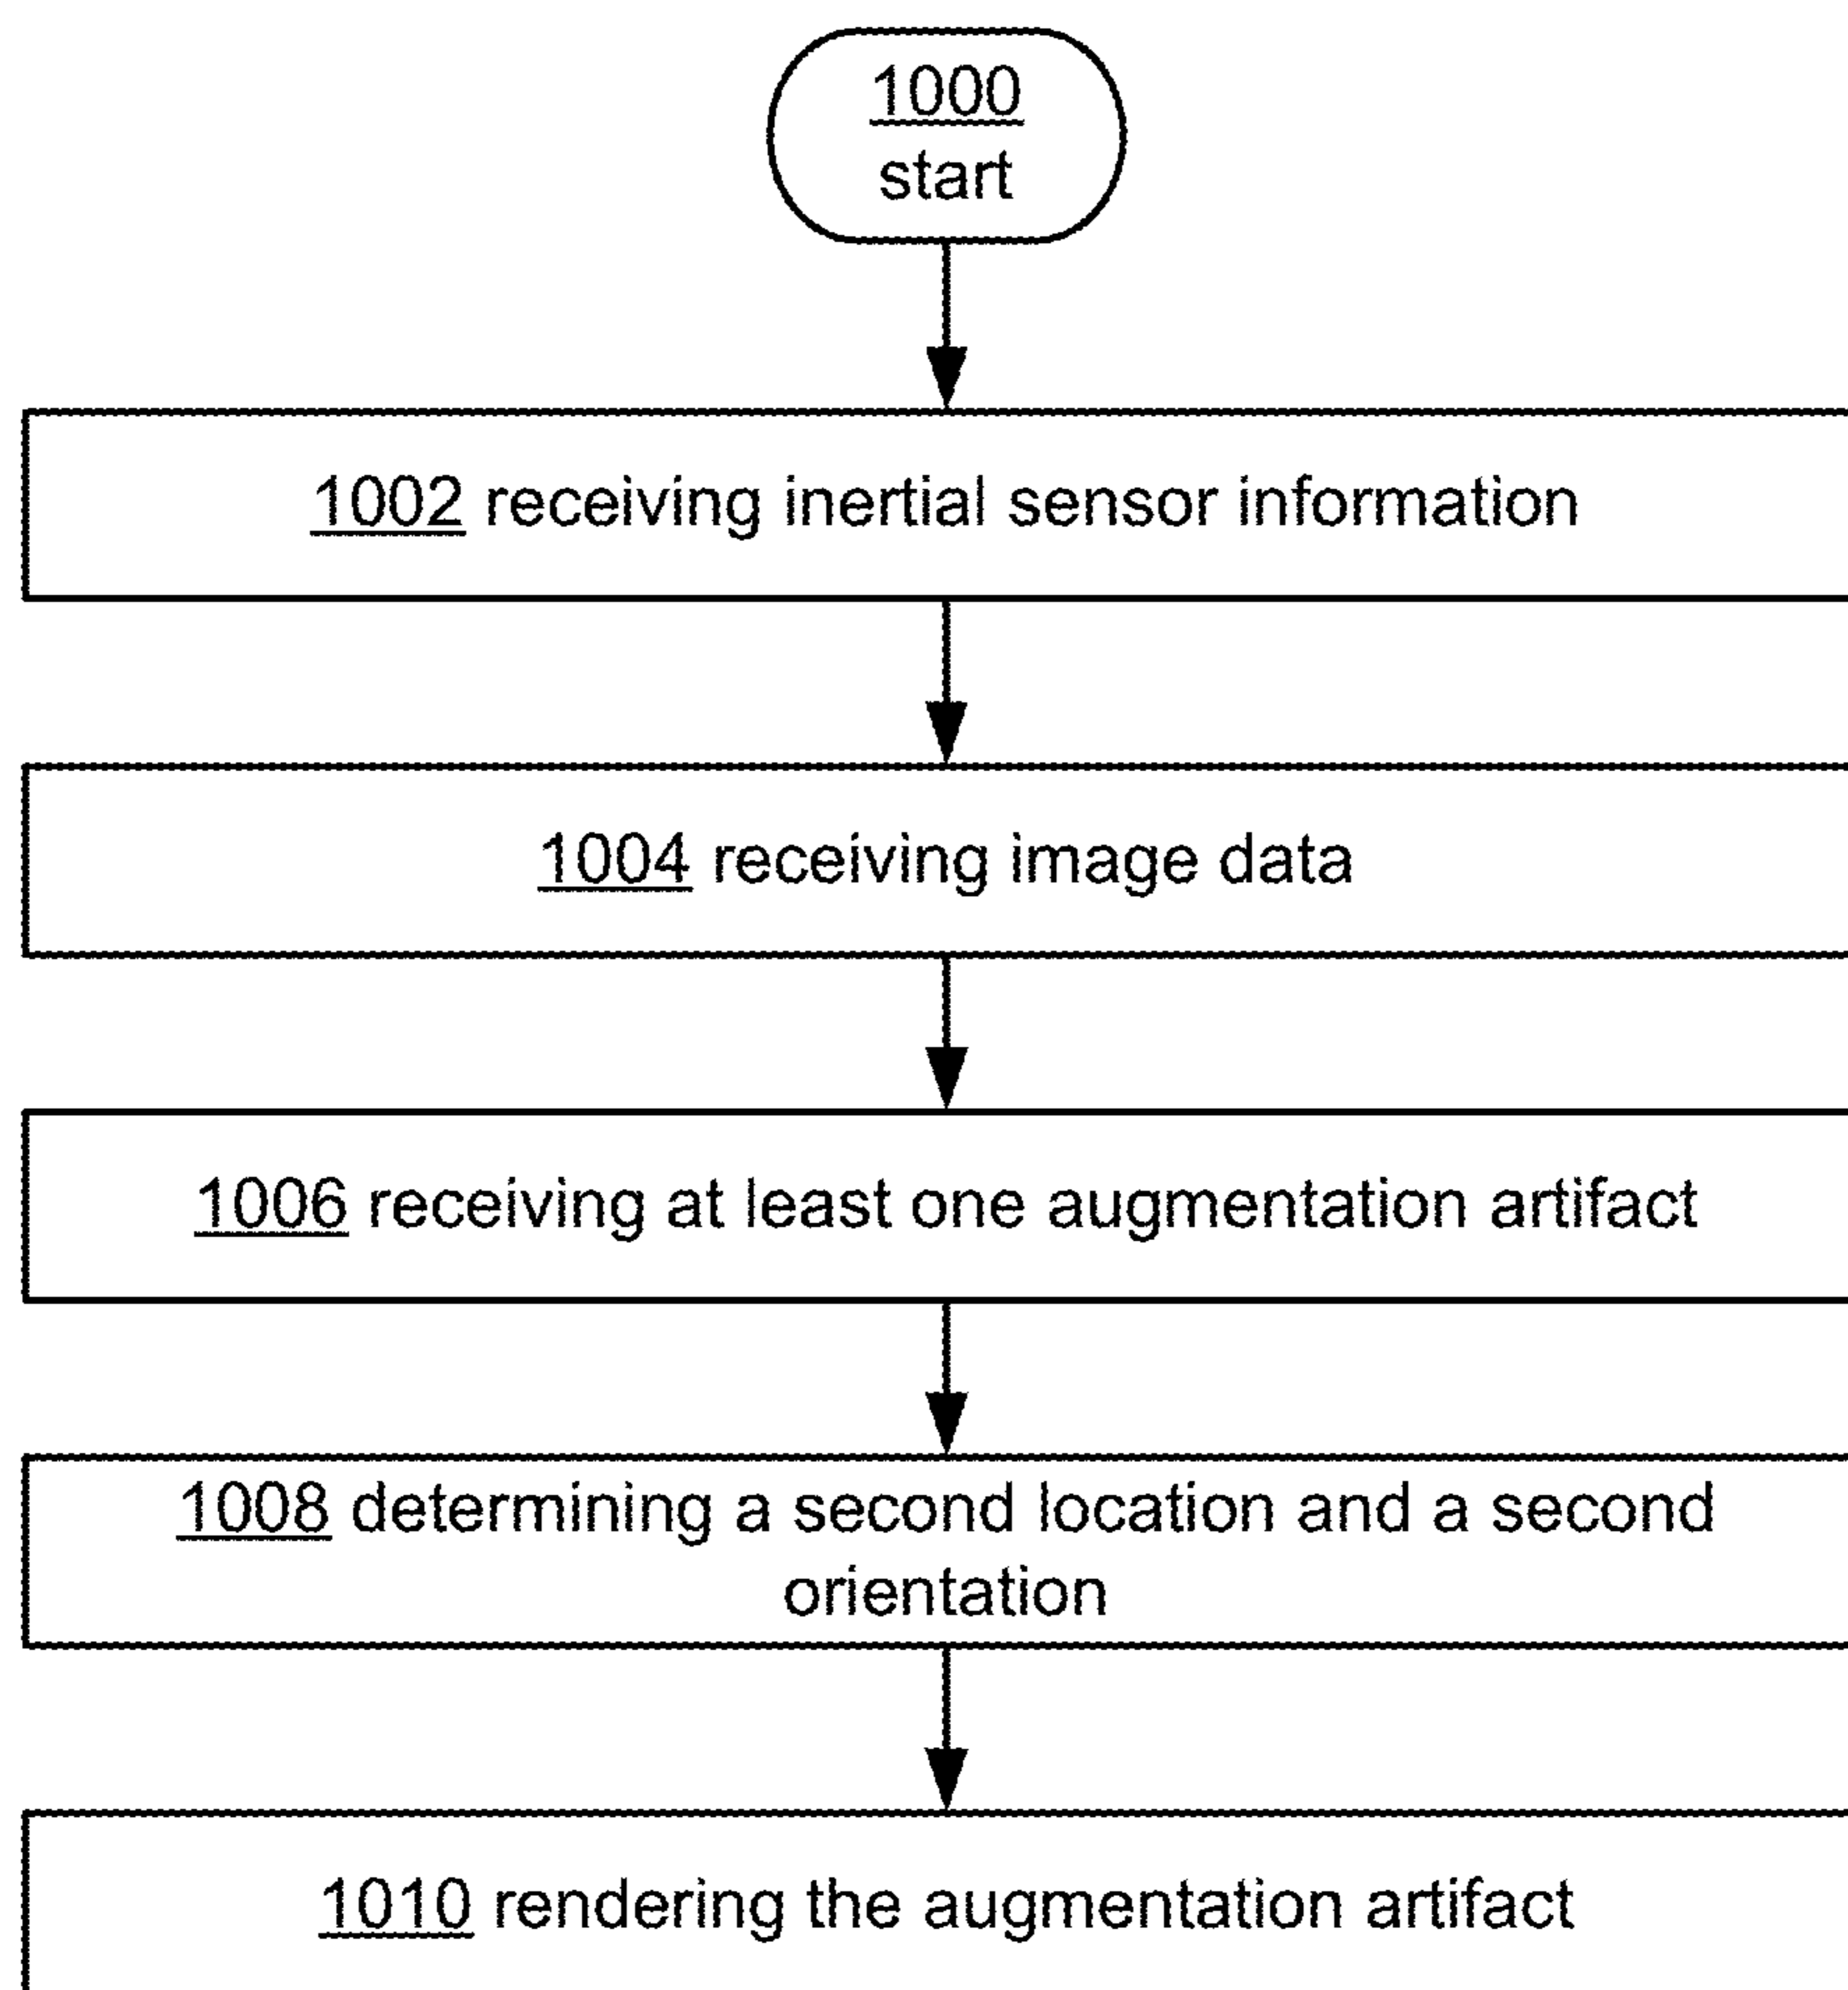 1000
start
1002 receiving inertial sensor information
1004 receiving image data
1006 receiving at least one augmentation artifact
1008 determining a second location and a second
orientation
1010 rendering the augmentation artifact